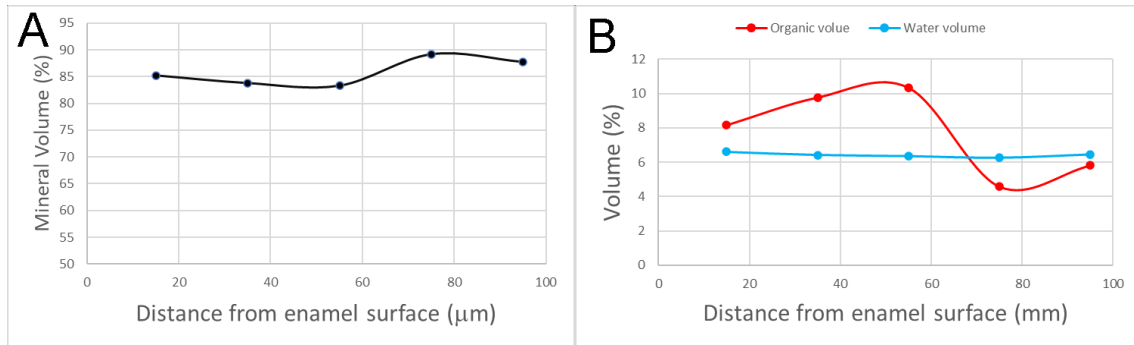 A
Mineral Volume (%)
95
90
85
80
75
70
65
60
55
50
0 20 40 60 80 100
Distance from enamel surface (μm)
B
Organic volue Water volume
Volume (%)
12
10
8
6
4
2
0
0 20 40 60 80 100
Distance from enamel surface (mm)